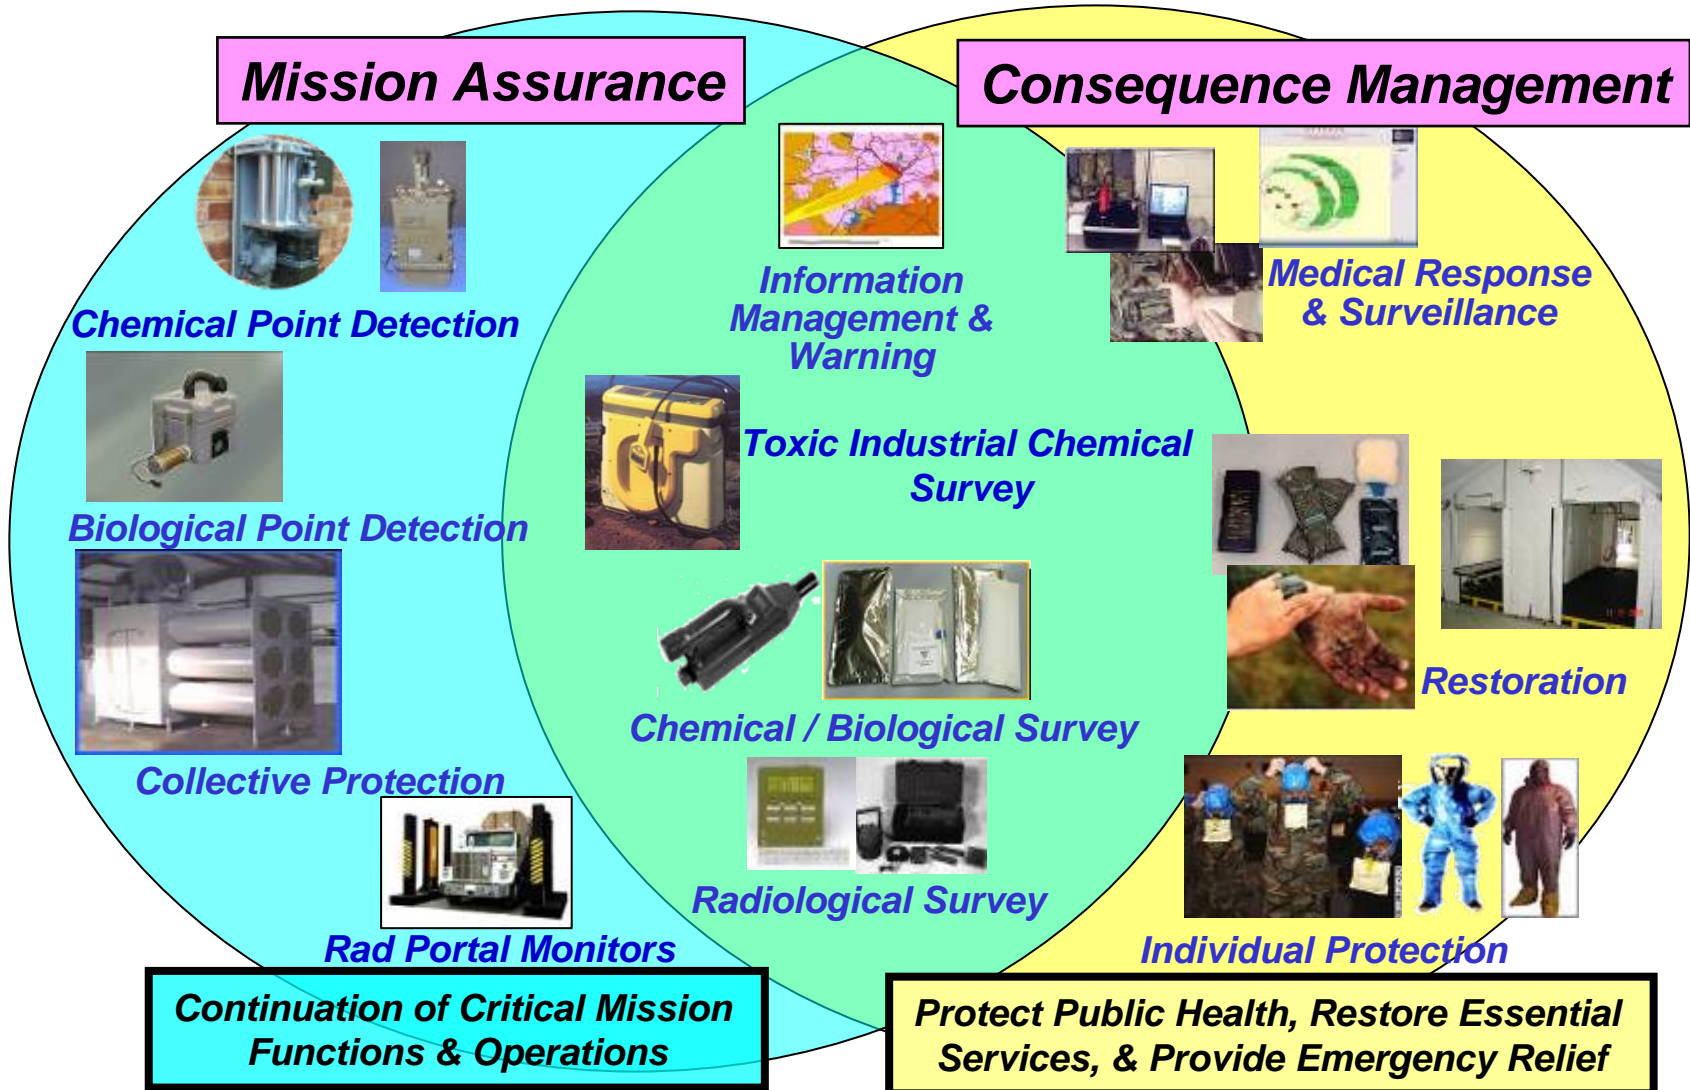 Mission Assurance
Consequence Management
Chemical Point Detection
Information
Management &
Warning
Medical Response
& Surveillance
Toxic Industrial Chemical
Survey
Biological Point Detection
Chemical / Biological Survey
Restoration
Collective Protection
Radiological Survey
Rad Portal Monitors
Individual Protection
Continuation of Critical Mission
Functions & Operations
Protect Public Health, Restore Essential
Services, & Provide Emergency Relief